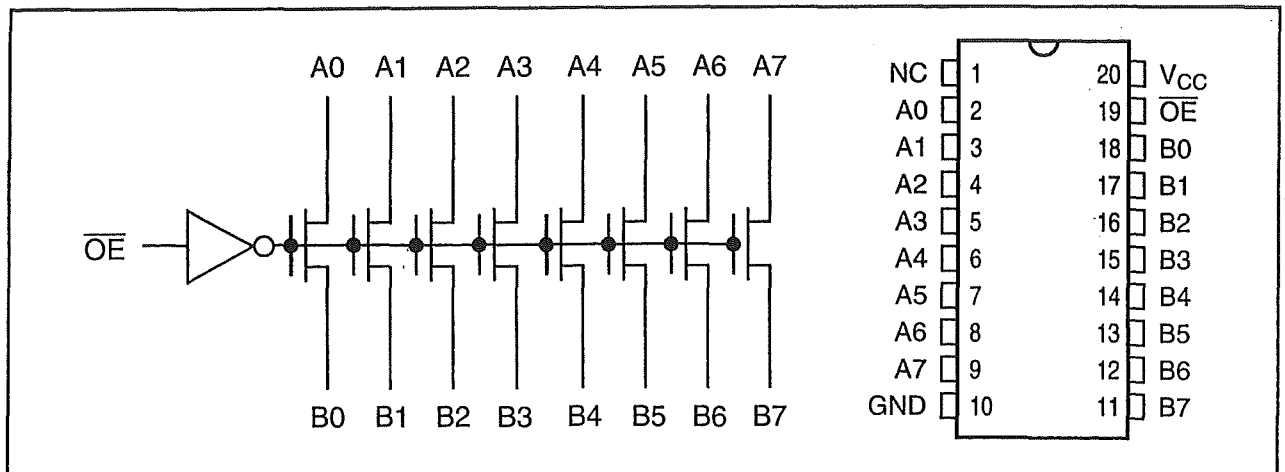 A0 A1 A2 A3 A4 A5 A6 A7
O̅E̅
B0 B1 B2 B3 B4 B5 B6 B7
NC 1 20 VCC
A0 2 19 O̅E̅
A1 3 18 B0
A2 4 17 B1
A3 5 16 B2
A4 6 15 B3
A5 7 14 B4
A6 8 13 B5
A7 9 12 B6
GND 10 11 B7